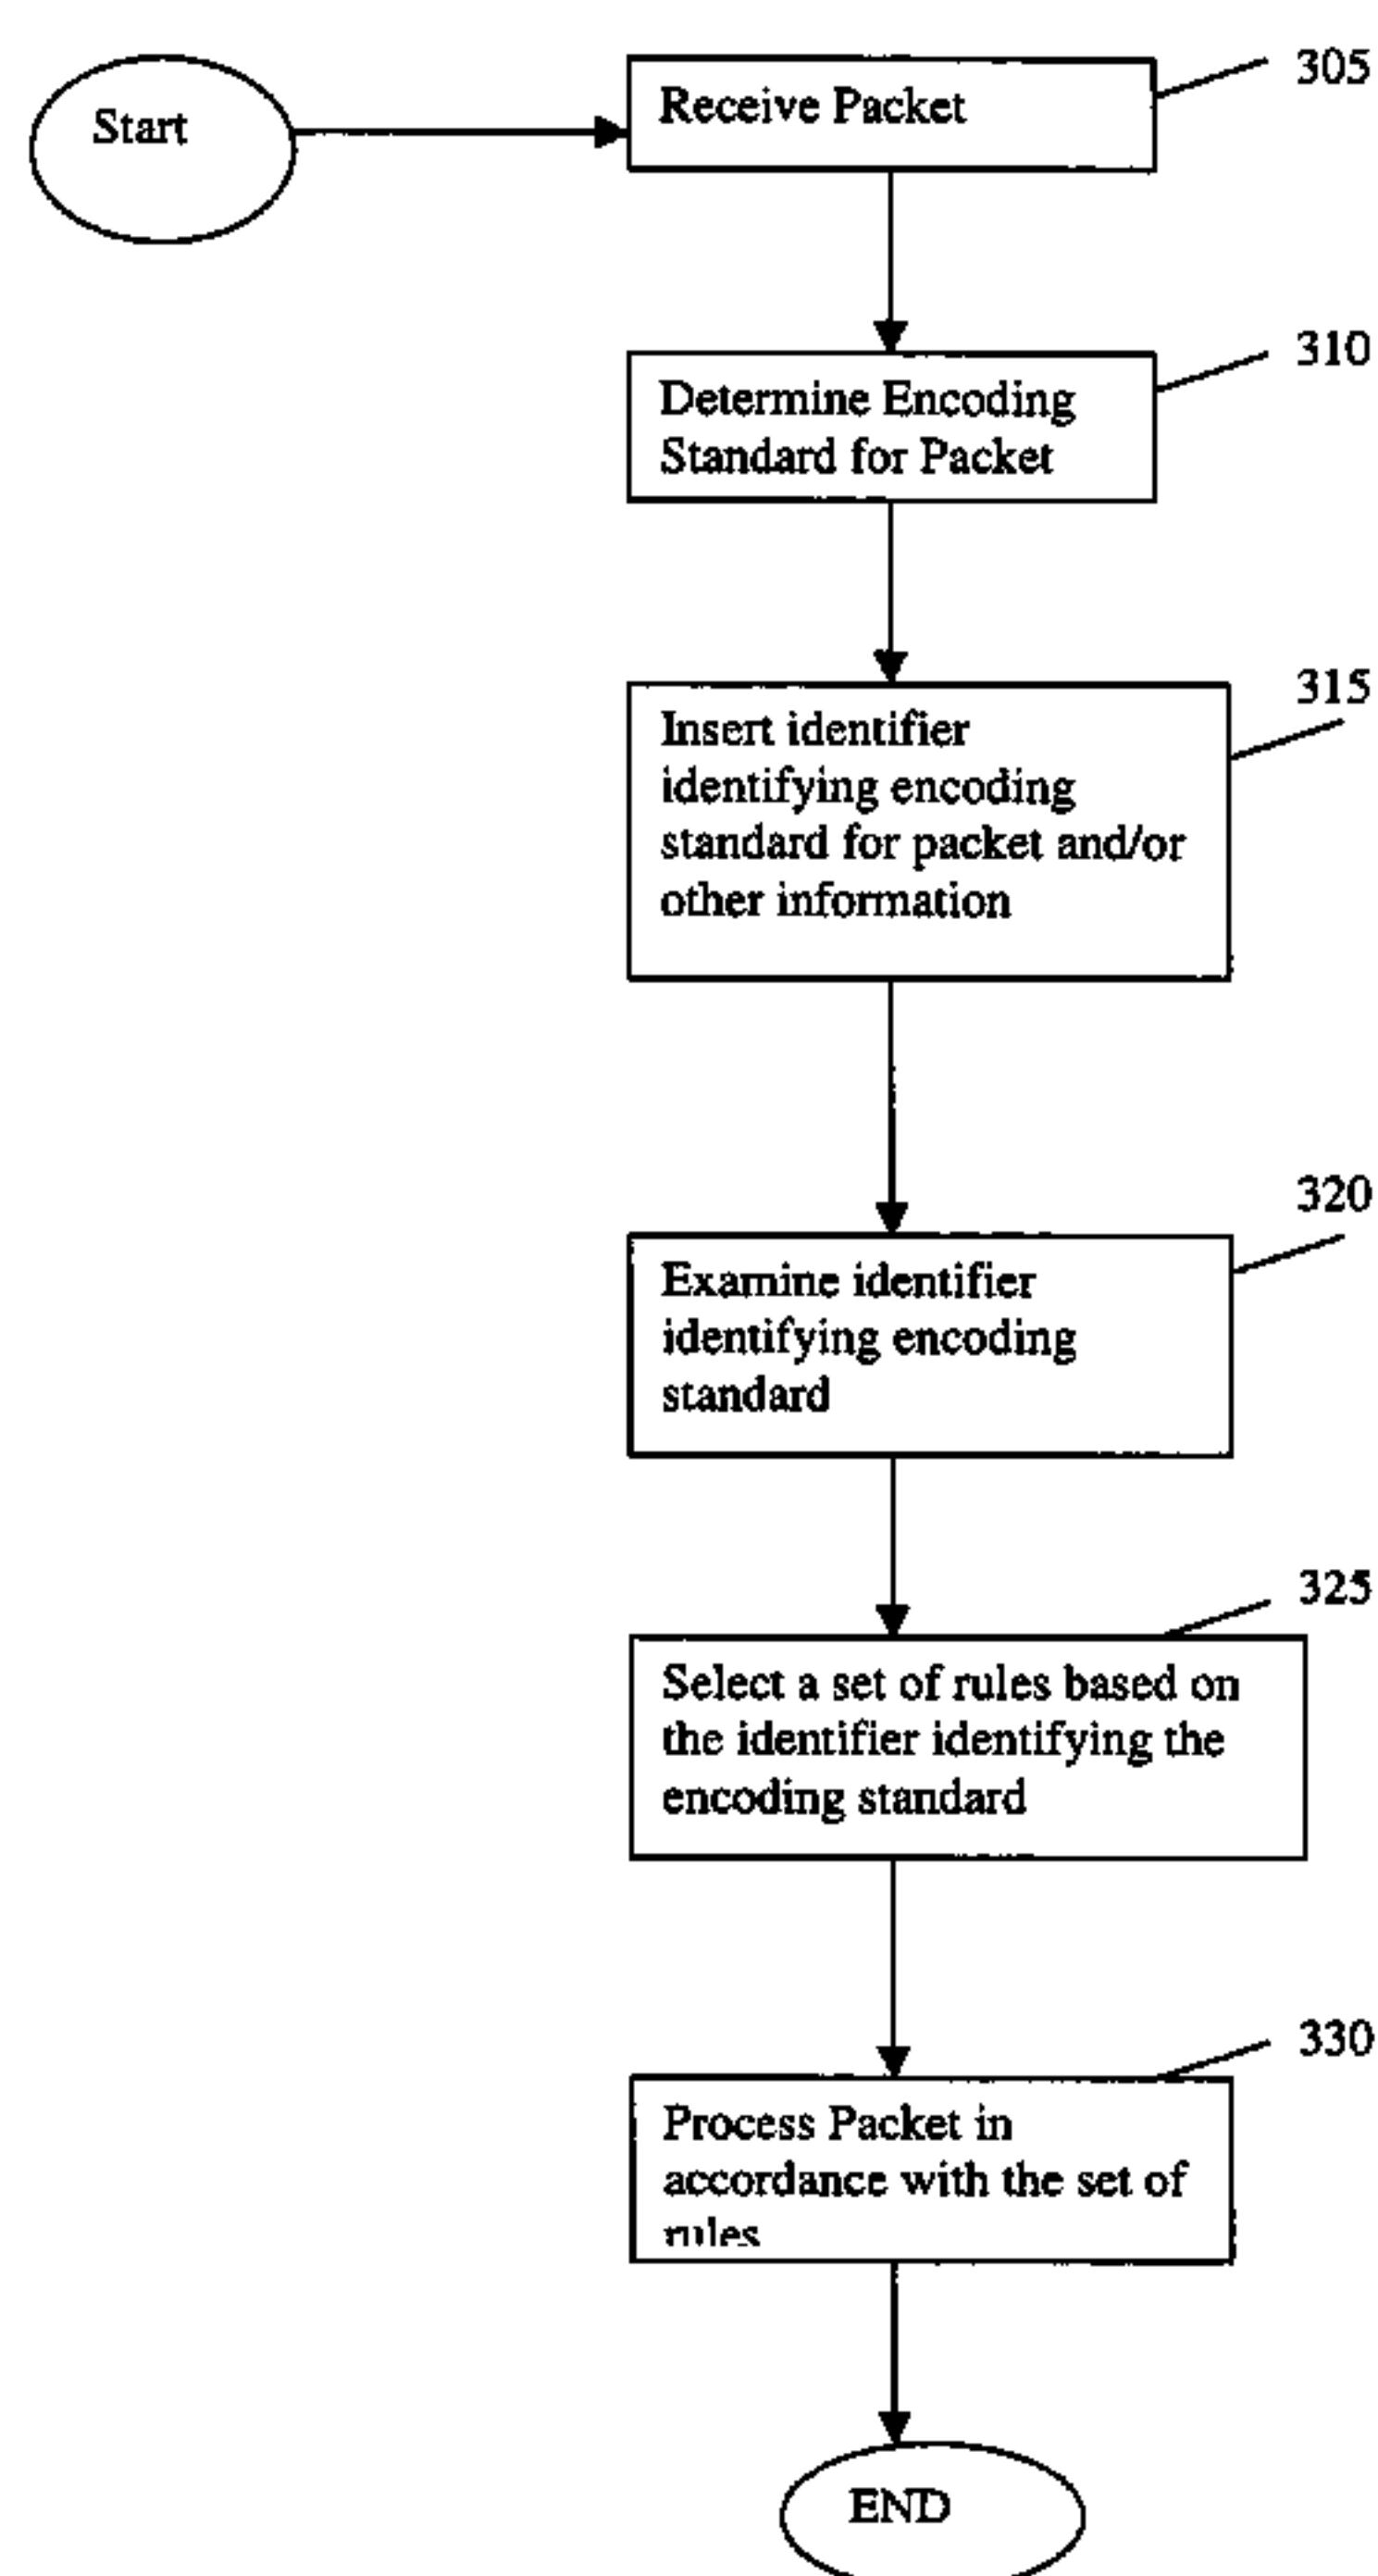 Start
Receive Packet
305
Determine Encoding
Standard for Packet
310
Insert identifier
identifying encoding
standard for packet and/or
other information
315
Examine identifier
identifying encoding
standard
320
Select a set of rules based on
the identifier identifying the
encoding standard
325
Process Packet in
accordance with the set of
rules
330
END